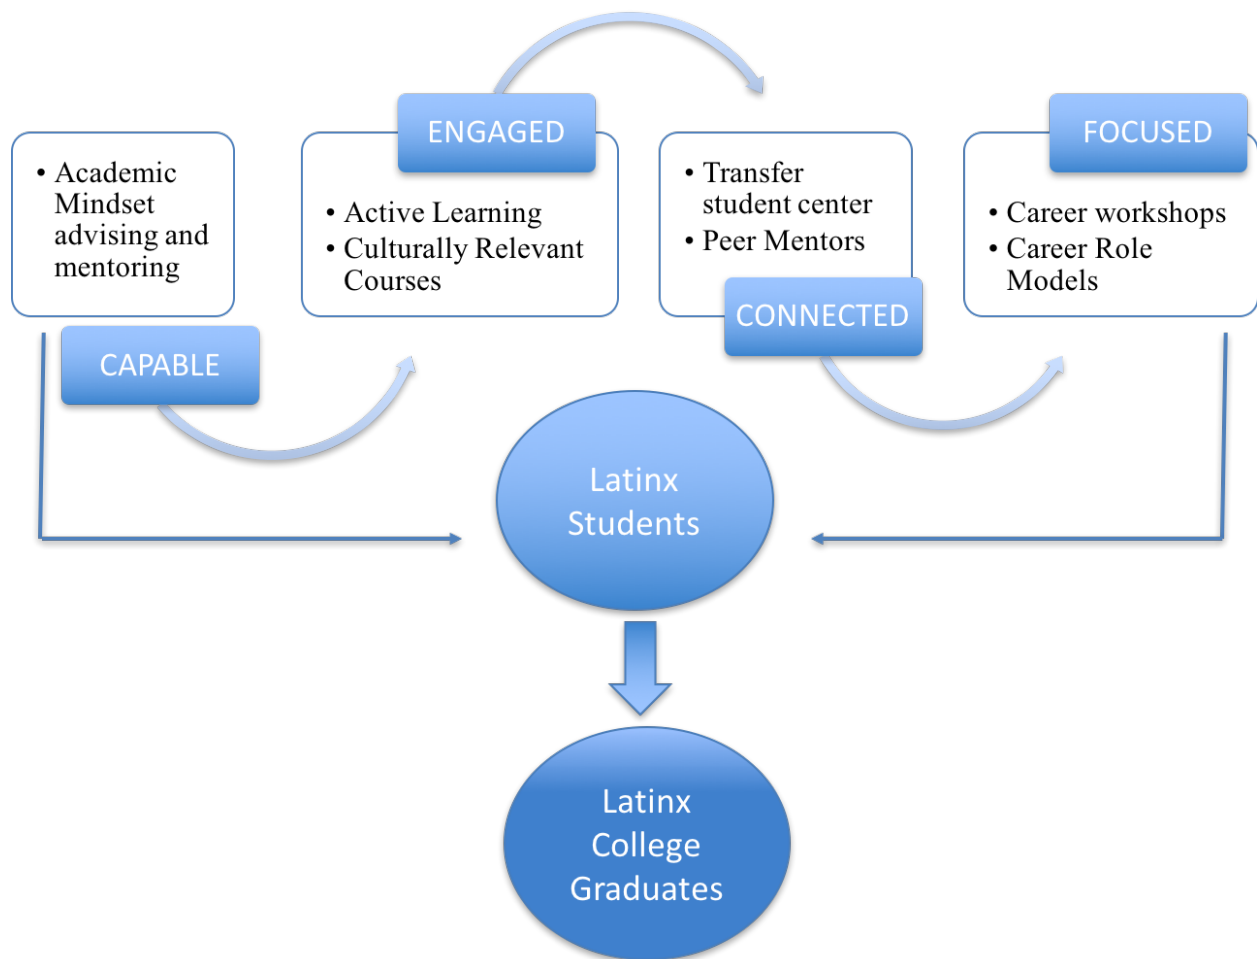 • Academic
Mindset
advising and
mentoring
CAPABLE
ENGAGED
• Active Learning
• Culturally Relevant
Courses
• Transfer
student center
• Peer Mentors
CONNECTED
FOCUSED
• Career workshops
• Career Role
Models
Latinx
Students
Latinx
College
Graduates